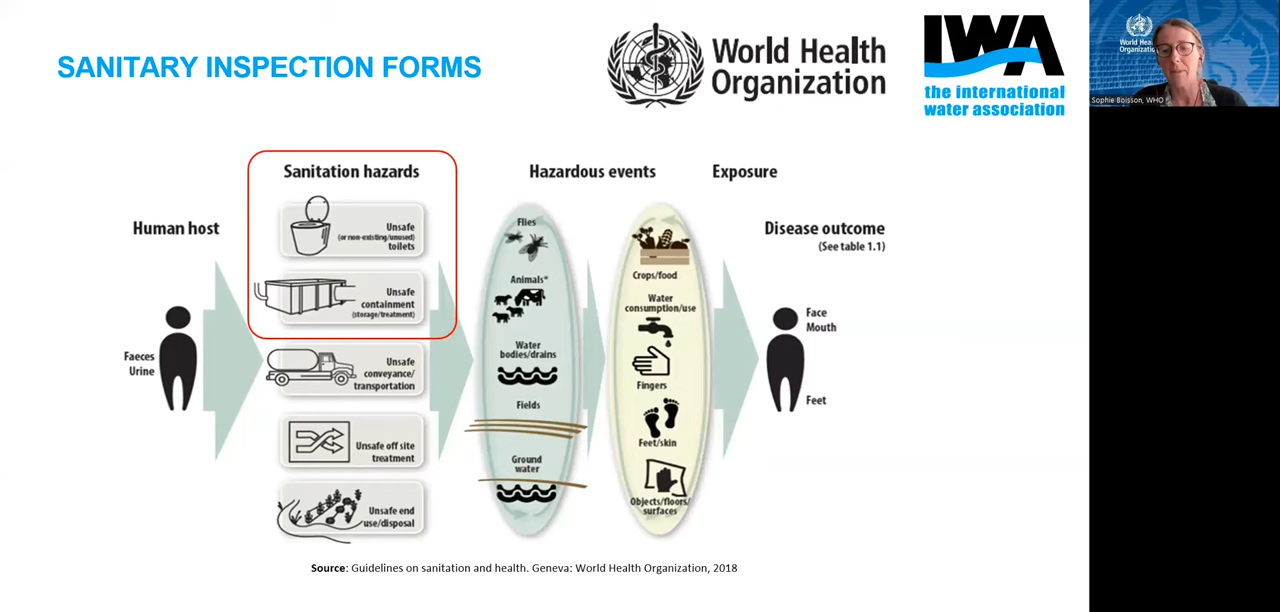 SANITARY INSPECTION FORMS
World Health
Organization
IWA
the international
water association
World Heal
Organizatio
Sophie Boisson, WHO
Sanitation hazards
Hazardous events
Exposure
Human host
Disease outcome
(See table 1.1)
Unsafe
(or non-existing/unused)
toilets
Unsafe
containment
(storage/treatment)
Unsafe
conveyance/
transportation
Unsafe off site
treatment
Unsafe end
use/disposal
Faeces
Urine
Flies
Animals*
Water
bodies/drains
Fields
Ground
water
Crops/food
Water
consumption/use
Fingers
Feet/skin
Objects/floors/
surfaces
Face
Mouth
Feet
Source: Guidelines on sanitation and health. Geneva: World Health Organization, 2018